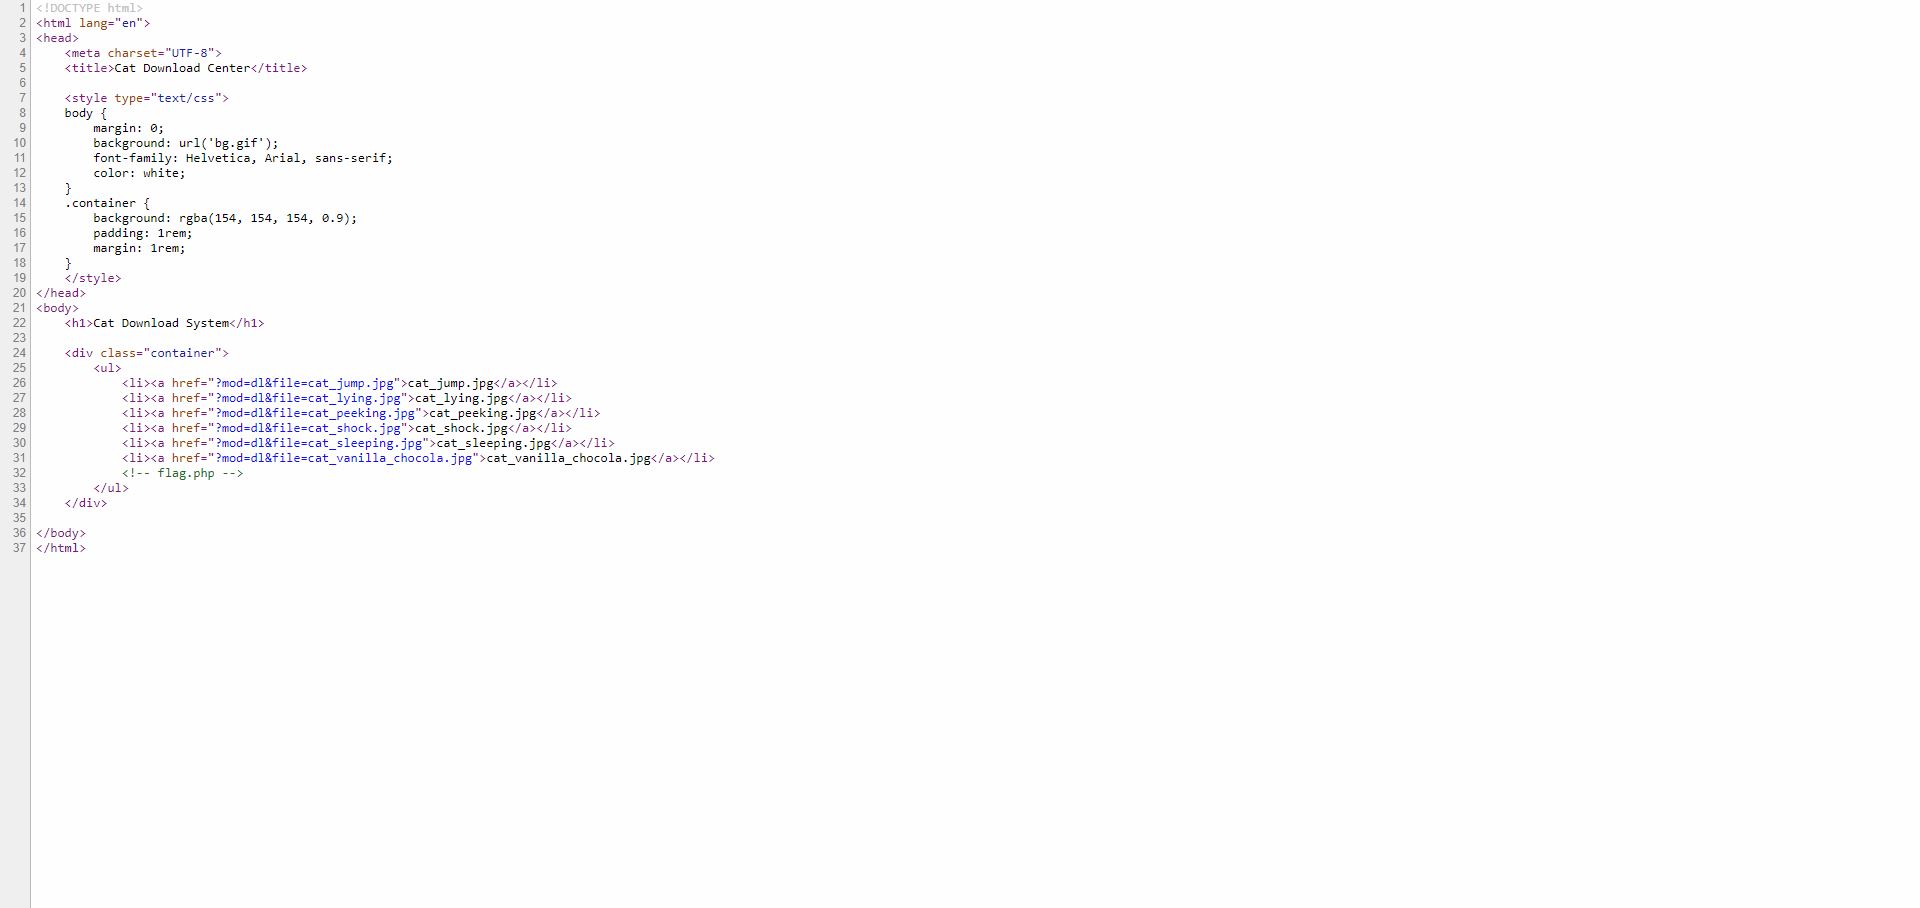 1 <!DOCTYPE html>
2 <html lang="en">
3 <head>
4     <meta charset="UTF-8">
5     <title>Cat Download Center</title>
6
7     <style type="text/css">
8     body {
9         margin: 0;
10         background: url('bg.gif');
11         font-family: Helvetica, Arial, sans-serif;
12         color: white;
13     }
14     .container {
15         background: rgba(154, 154, 154, 0.9);
16         padding: 1rem;
17         margin: 1rem;
18     }
19     </style>
20 </head>
21 <body>
22     <h1>Cat Download System</h1>
23
24     <div class="container">
25         <ul>
26             <li><a href="?mod=dl&file=cat_jump.jpg">cat_jump.jpg</a></li>
27             <li><a href="?mod=dl&file=cat_lying.jpg">cat_lying.jpg</a></li>
28             <li><a href="?mod=dl&file=cat_peeking.jpg">cat_peeking.jpg</a></li>
29             <li><a href="?mod=dl&file=cat_shock.jpg">cat_shock.jpg</a></li>
30             <li><a href="?mod=dl&file=cat_sleeping.jpg">cat_sleeping.jpg</a></li>
31             <li><a href="?mod=dl&file=cat_vanilla_chocola.jpg">cat_vanilla_chocola.jpg</a></li>
32             <!-- flag.php -->
33         </ul>
34     </div>
35
36 </body>
37 </html>